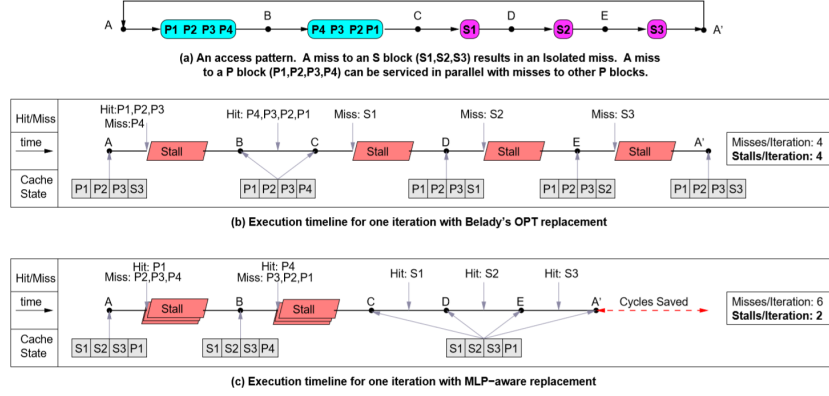 A P1 P2 P3 P4 B P4 P3 P2 P1 C S1 D S2 E S3 A'
(a) An access pattern. A miss to an S block (S1,S2,S3) results in an Isolated miss. A miss
to a P block (P1,P2,P3,P4) can be serviced in parallel with misses to other P blocks.
Hit/Miss
Hit:P1,P2,P3
Miss:P4
Hit: P4,P3,P2,P1
Miss: S1
Miss: S2
Miss: S3
time
A Stall B C Stall D Stall E Stall A'
Misses/Iteration: 4
Stalls/Iteration: 4
Cache
State
P1 P2 P3 S3
P1 P2 P3 P4
P1 P2 P3 S1
P1 P2 P3 S2
P1 P2 P3 S3
(b) Execution timeline for one iteration with Belady's OPT replacement
Hit/Miss
Hit: P1
Miss: P2,P3,P4
Hit: P4
Miss: P3,P2,P1
Hit: S1
Hit: S2
Hit: S3
time
A Stall B Stall C D E A' Cycles Saved
Misses/Iteration: 6
Stalls/Iteration: 2
Cache
State
S1 S2 S3 P1
S1 S2 S3 P4
S1 S2 S3 P1
(c) Execution timeline for one iteration with MLP−aware replacement